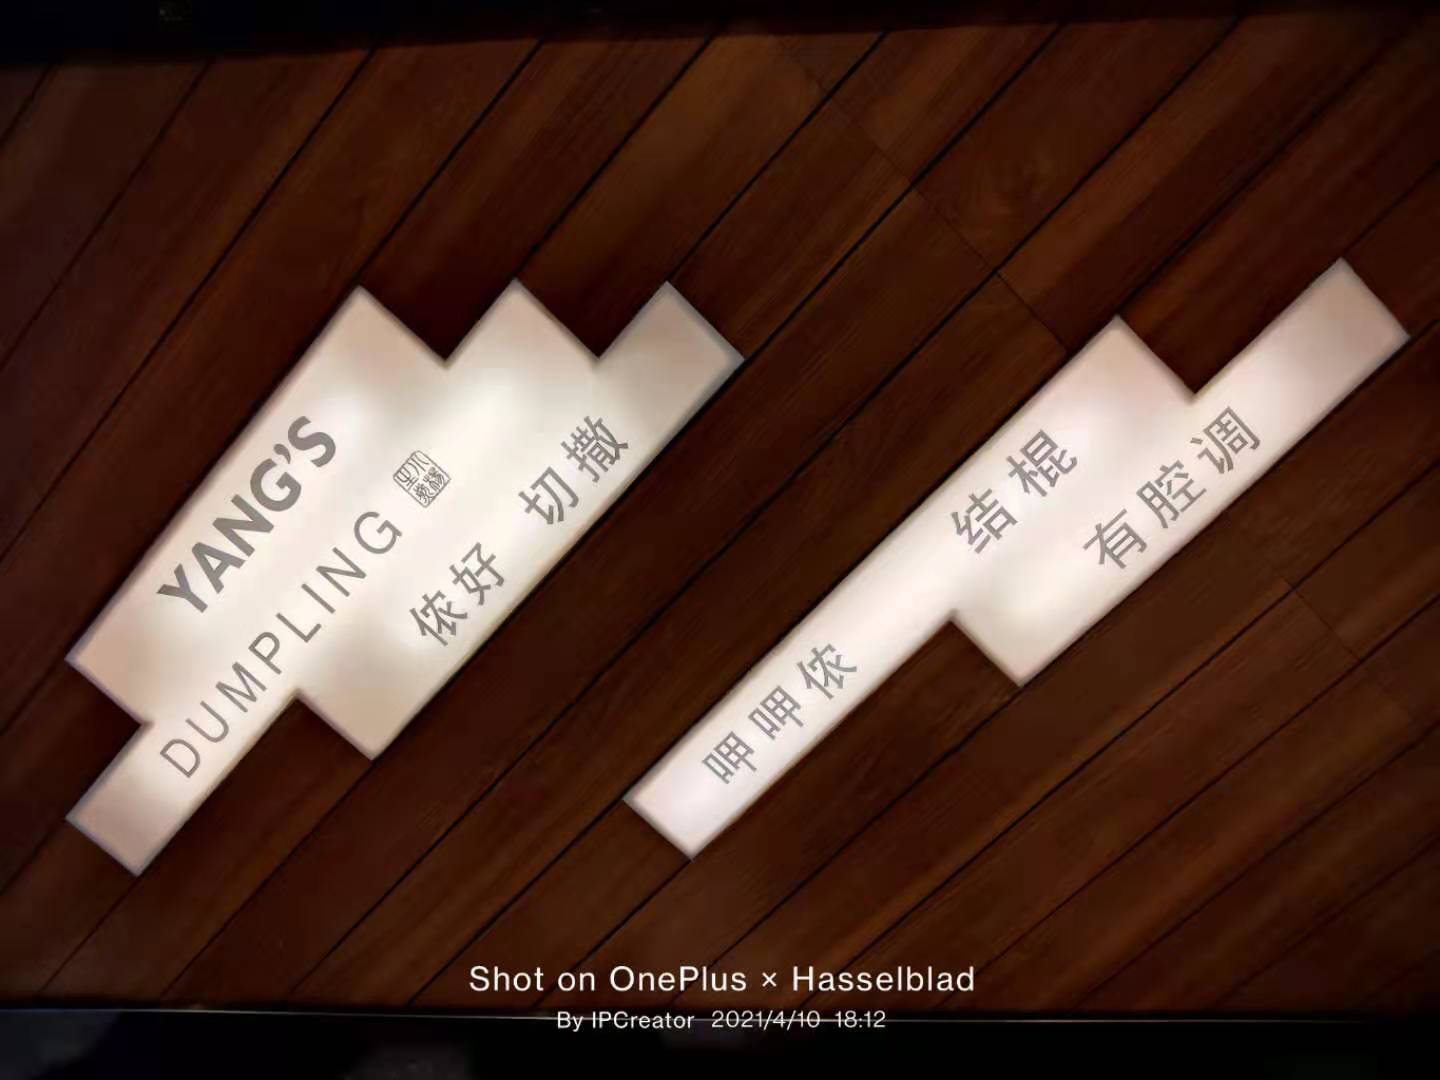 YAN​G'S
DUMPLING
侬好 切撒
结棍
有腔调
呷呷侬
Shot on OnePlus × Hasselblad
By IPCreator 2021/4/10 18:12